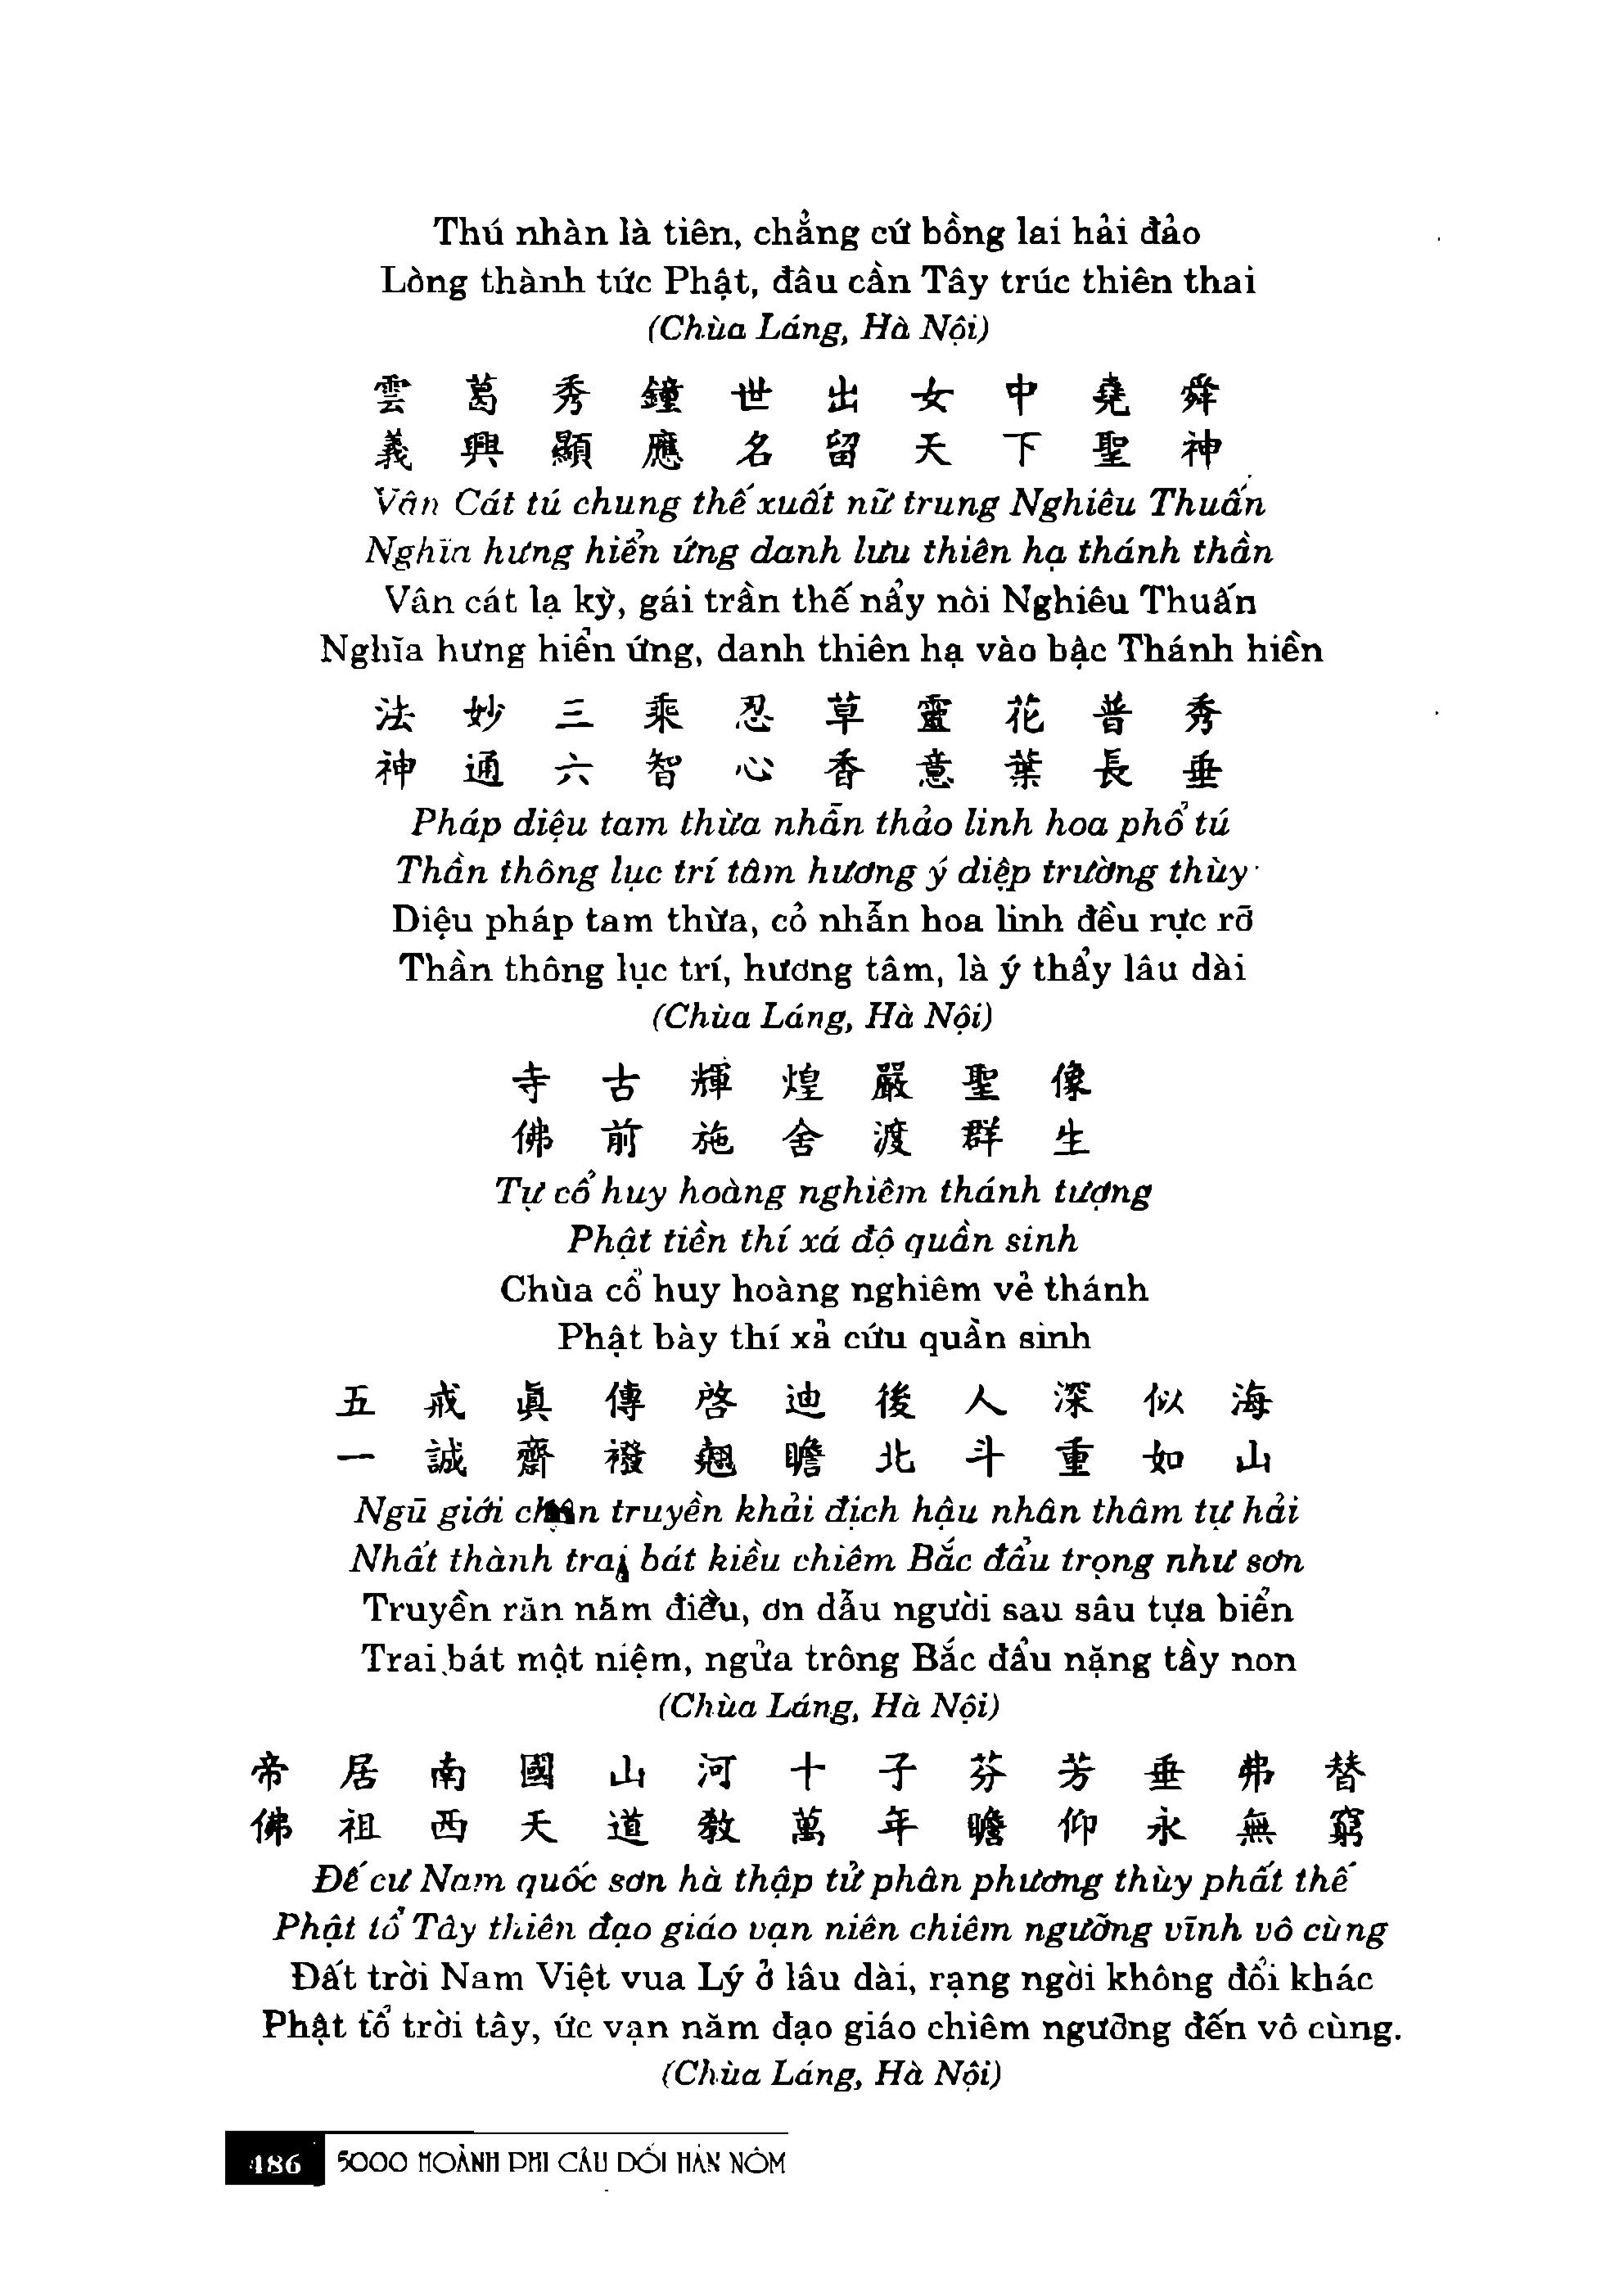 Thú nhàn là tiên, chẳng cứ bồng lai hải đảo
Lòng thành tức Phật, đâu cần Tây trúc thiên thai
(Chùa Láng, Hà Nội)
雲葛秀鐘世出女中堯舜
義興顯應名留天下聖神
Vân Cát tú chung thế xuất nữ trung Nghiêu Thuấn
Nghĩa hưng hiển ứng danh lưu thiên hạ thánh thần
Vân cát lạ kỳ, gái trần thế nẩy nòi Nghiêu Thuấn
Nghĩa hưng hiển ứng, danh thiên hạ vào bậc Thánh hiền
法妙三乘忍草靈花普秀
神通六智心香意葉長垂
Pháp diệu tam thừa nhẫn thảo linh hoa phổ tú
Thần thông lục trí tâm hương ý diệp trường thùy
Diệu pháp tam thừa, cỏ nhẫn hoa linh đều rực rỡ
Thần thông lục trí, hương tâm, là ý thẩy lâu dài
(Chùa Láng, Hà Nội)
寺古輝煌嚴聖像
佛前施舍渡群生
Tự cổ huy hoàng nghiêm thánh tượng
Phật tiền thí xá độ quần sinh
Chùa cổ huy hoàng nghiêm vẻ thánh
Phật bày thí xả cứu quần sinh
五戒眞傳啓迪後人深似海
一誠齋襏翹瞻北斗重如山
Ngũ giới chân truyền khải địch hậu nhân thâm tự hải
Nhất thành trai bát kiều chiêm Bắc đẩu trọng như sơn
Truyền răn năm điều, ơn dẫu người sau sâu tựa biển
Trai bát một niệm, ngửa trông Bắc đẩu nặng tầy non
(Chùa Láng, Hà Nội)
帝居南國山河十子芬芳垂弗替
佛祖西天道教萬年瞻仰永無窮
Đế cư Nam quốc sơn hà thập tử phân phương thùy phất thế
Phật tổ Tây thiên đạo giáo vạn niên chiêm ngưỡng vĩnh vô cùng
Đất trời Nam Việt vua Lý ở lâu dài, rạng ngời không đổi khác
Phật tổ trời tây, ức vạn năm đạo giáo chiêm ngưỡng đến vô cùng.
(Chùa Láng, Hà Nội)
486 5000 HOÀNH PHI CÂU ĐỐI HÁN NÔM